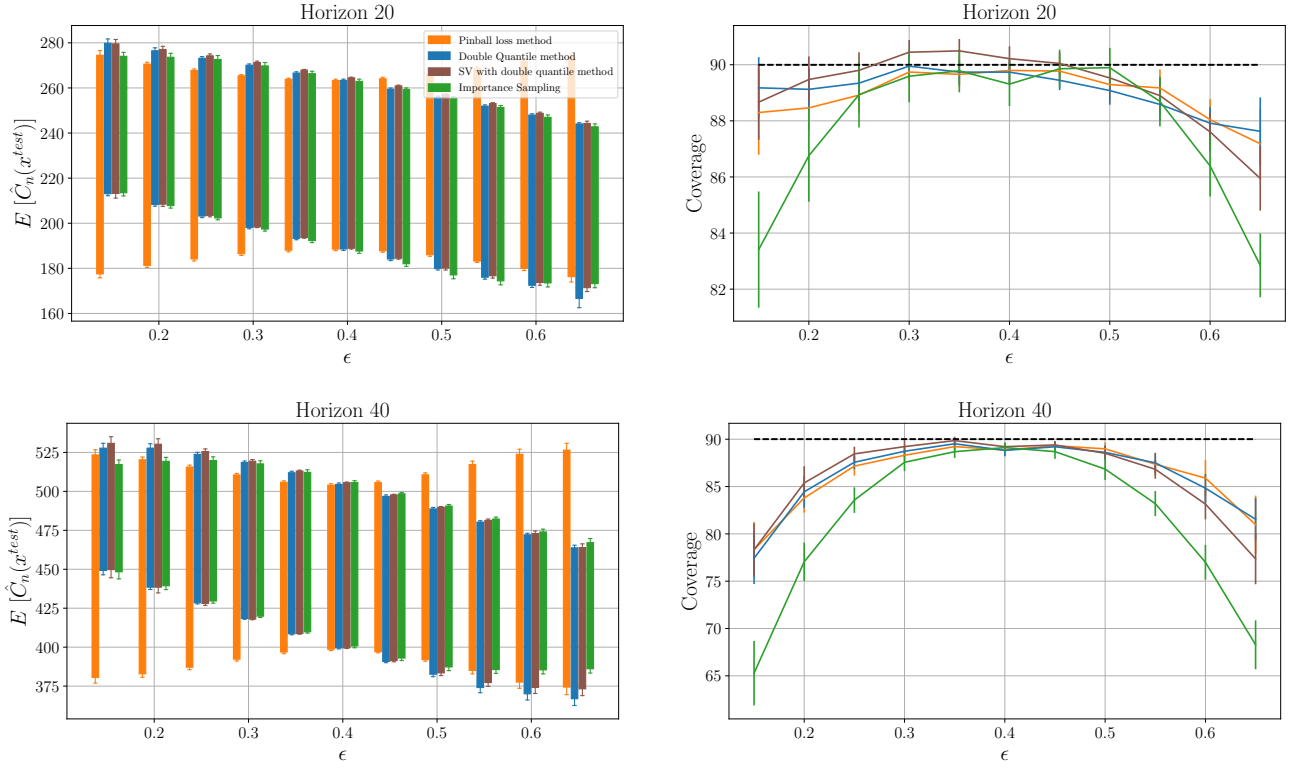 Horizon 20
280
260
240
220
200
180
160
0.2
0.3
0.4
0.5
0.6
E [Ĉₙ(x^{test})]
ϵ
Pinball loss method
Double Quantile method
SV with double quantile method
Importance Sampling
Horizon 20
90
88
86
84
82
0.2
0.3
0.4
0.5
0.6
Coverage
ϵ
Horizon 40
525
500
475
450
425
400
375
0.2
0.3
0.4
0.5
0.6
E [Ĉₙ(x^{test})]
ϵ
Horizon 40
90
85
80
75
70
65
0.2
0.3
0.4
0.5
0.6
Coverage
ϵ